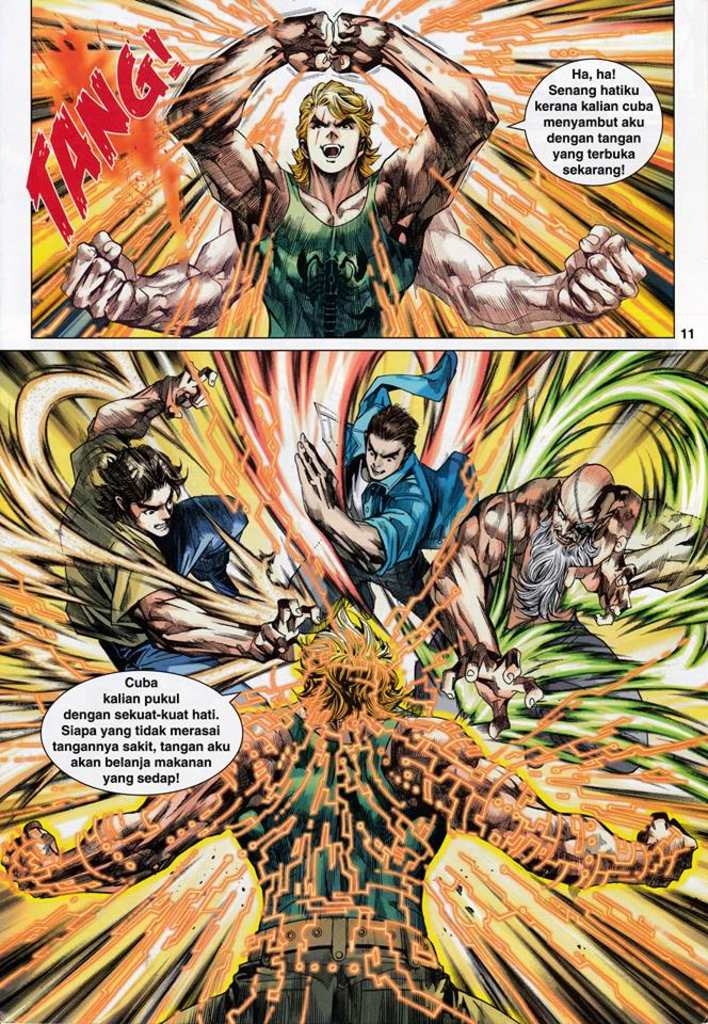 TANG!
Ha, ha!
Senang hatiku
kerana kalian cuba
menyambut aku
dengan tangan
yang terbuka
sekarang!
11
Cuba
kalian pukul
dengan sekuat-kuat hati.
Siapa yang tidak merasai
tangannya sakit, tangan aku
akan belanja makanan
yang sedap!